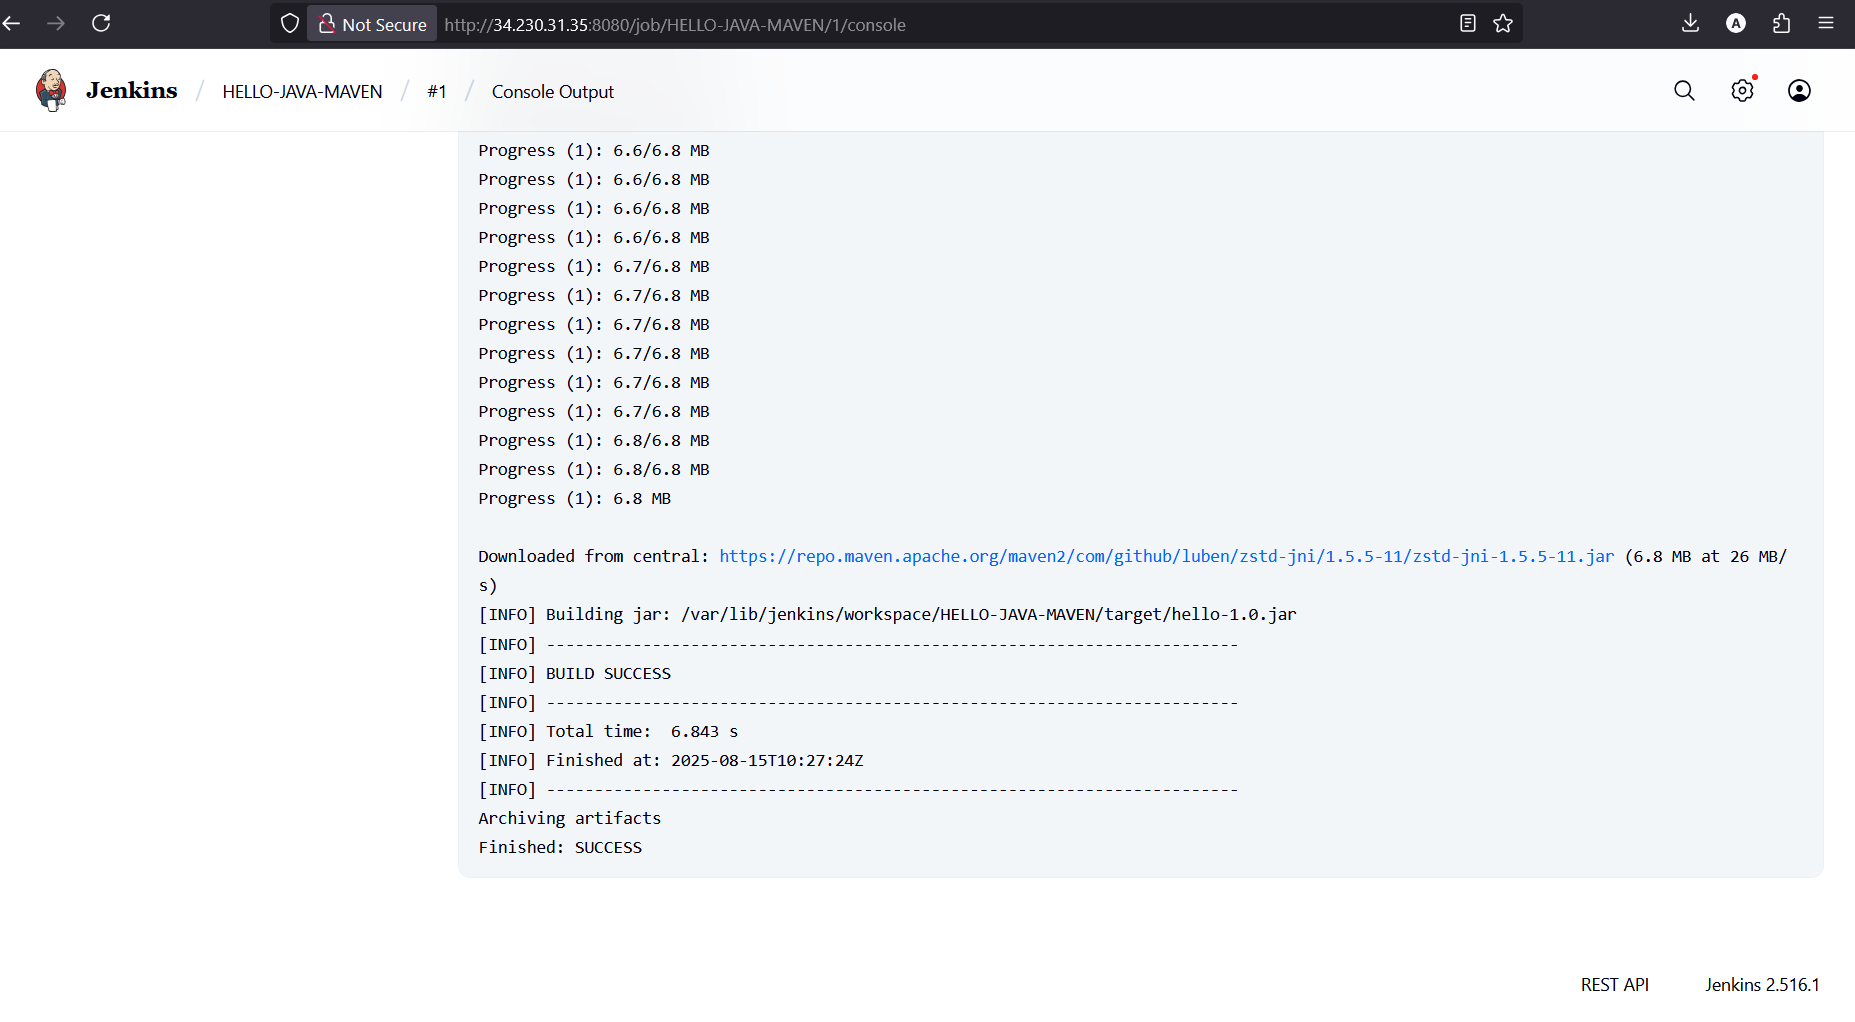 Not Secure http://34.230.31.35:8080/job/HELLO-JAVA-MAVEN/1/console A
Jenkins / HELLO-JAVA-MAVEN / #1 / Console Output
Progress (1): 6.6/6.8 MB
Progress (1): 6.6/6.8 MB
Progress (1): 6.6/6.8 MB
Progress (1): 6.6/6.8 MB
Progress (1): 6.7/6.8 MB
Progress (1): 6.7/6.8 MB
Progress (1): 6.7/6.8 MB
Progress (1): 6.7/6.8 MB
Progress (1): 6.7/6.8 MB
Progress (1): 6.7/6.8 MB
Progress (1): 6.8/6.8 MB
Progress (1): 6.8/6.8 MB
Progress (1): 6.8 MB
Downloaded from central: https://repo.maven.apache.org/maven2/com/github/luben/zstd-jni/1.5.5-11/zstd-jni-1.5.5-11.jar (6.8 MB at 26 MB/
s)
[INFO] Building jar: /var/lib/jenkins/workspace/HELLO-JAVA-MAVEN/target/hello-1.0.jar
[INFO] ------------------------------------------------------------------------
[INFO] BUILD SUCCESS
[INFO] ------------------------------------------------------------------------
[INFO] Total time:  6.843 s
[INFO] Finished at: 2025-08-15T10:27:24Z
[INFO] ------------------------------------------------------------------------
Archiving artifacts
Finished: SUCCESS
REST API Jenkins 2.516.1